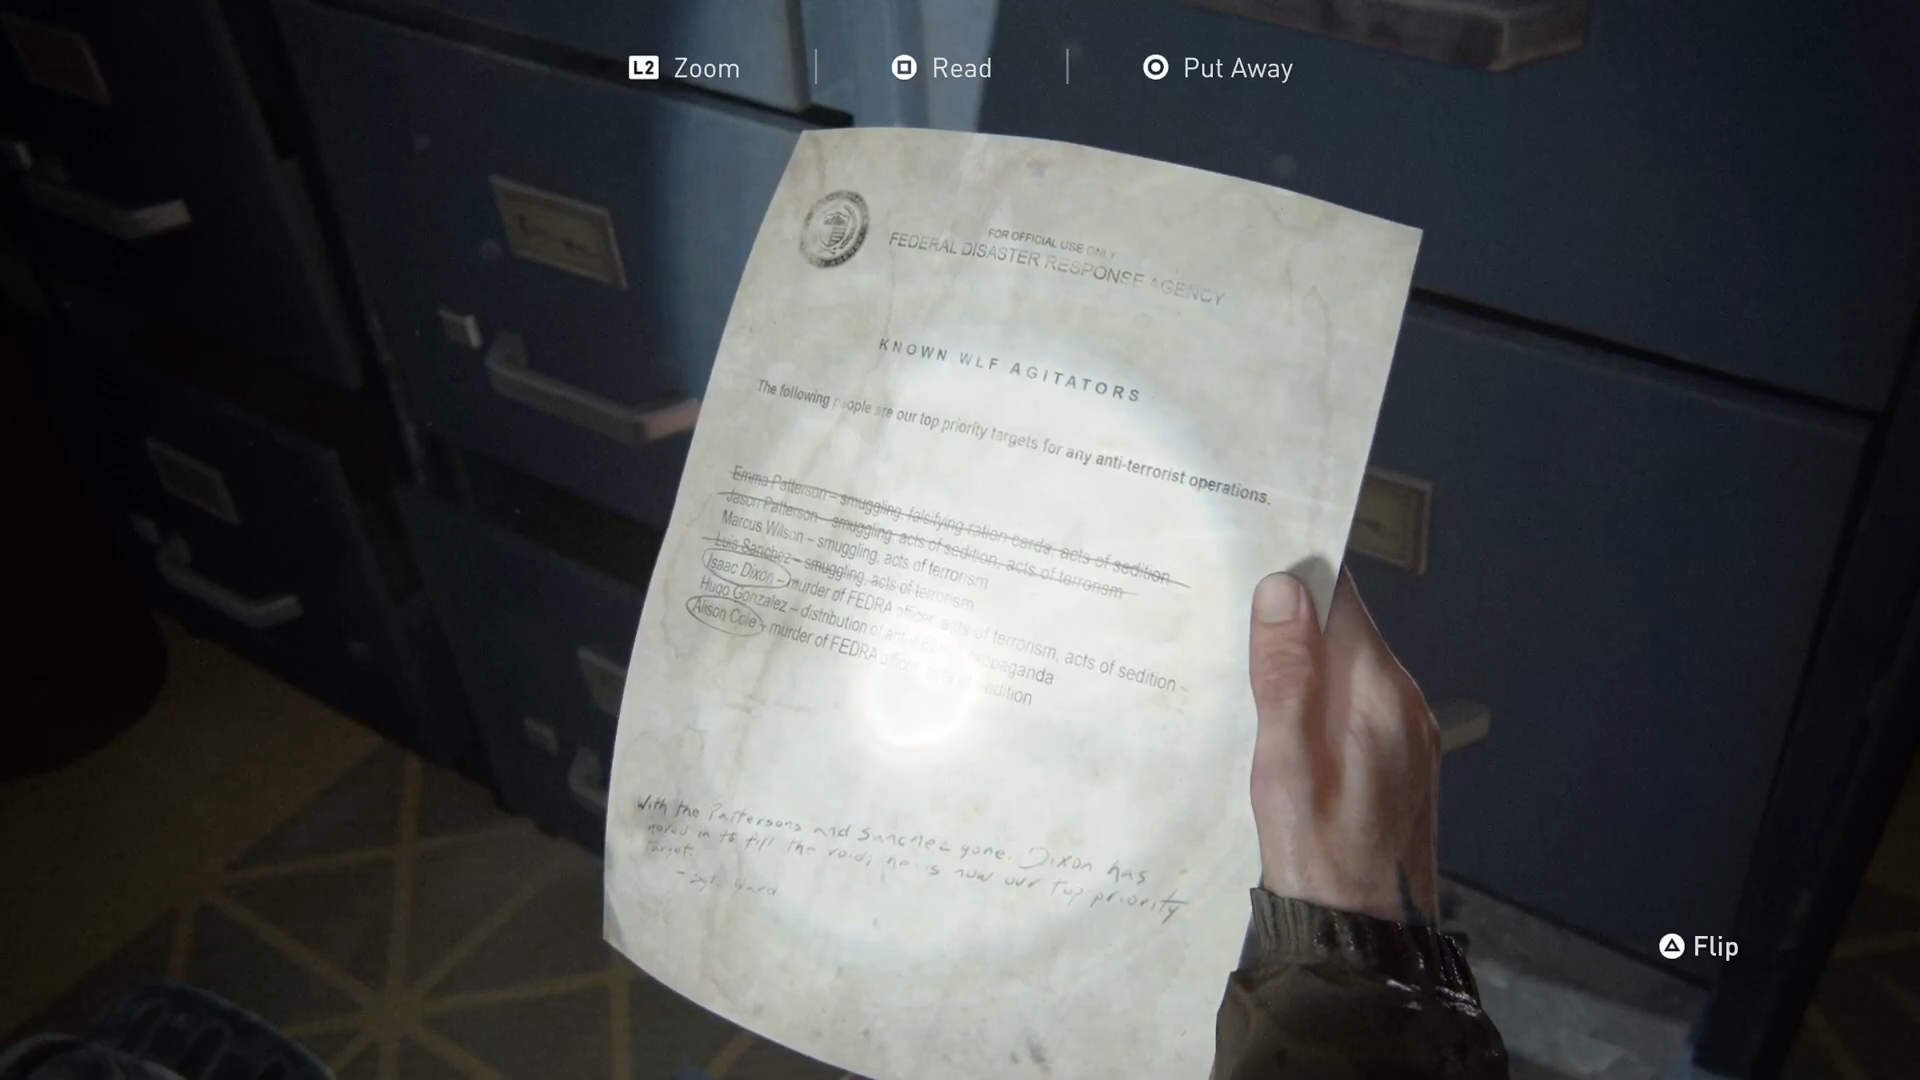 L2 Zoom
Read
Put Away
FOR OFFICIAL USE ONLY
FEDERAL DISASTER RESPONSE AGENCY
KNOWN WLF AGITATORS
The following people are our top priority targets for any anti-terrorist operations.
Emma Patterson – smuggling, falsifying ration cards, acts of sedition
Jason Patterson – smuggling, acts of sedition, acts of terrorism
Marcus Wilson – smuggling, acts of terrorism
Luis Sanchez – smuggling, acts of terrorism
Isaac Dixon – murder of FEDRA officer, acts of terrorism, acts of sedition
Hugo Gonzalez – distribution of anti-FEDRA propaganda
Alison Cole – murder of FEDRA officer, acts of sedition
With the Pattersons and Sanchez gone, Dixon has
moved in to fill the void; he is now our top priority
Target.
- Sgt. Ward
Flip